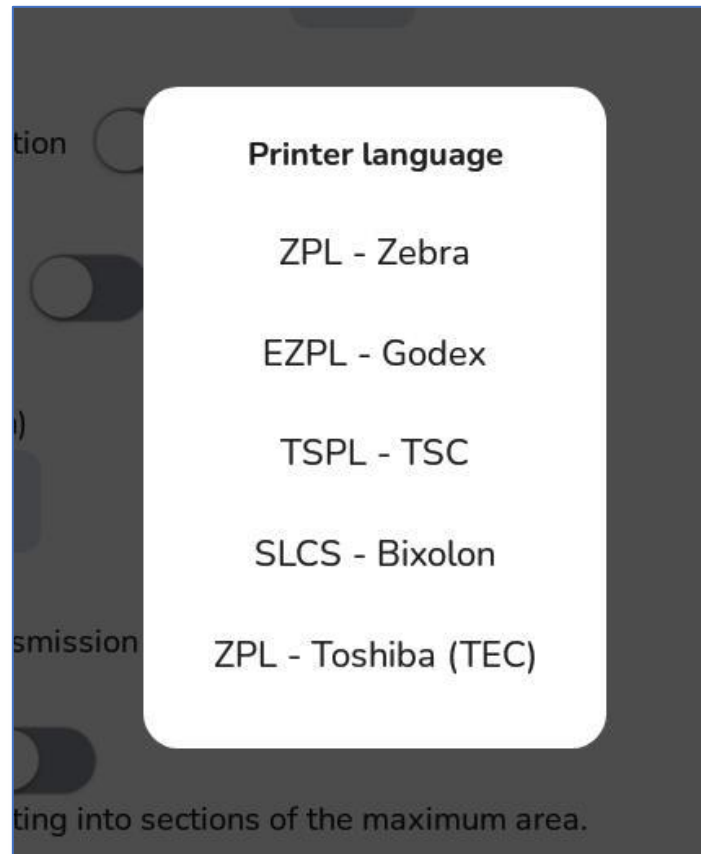 tion
Printer language
ZPL - Zebra
EZPL - Godex
TSPL - TSC
SLCS - Bixolon
smission
ZPL - Toshiba (TEC)
ting into sections of the maximum area.